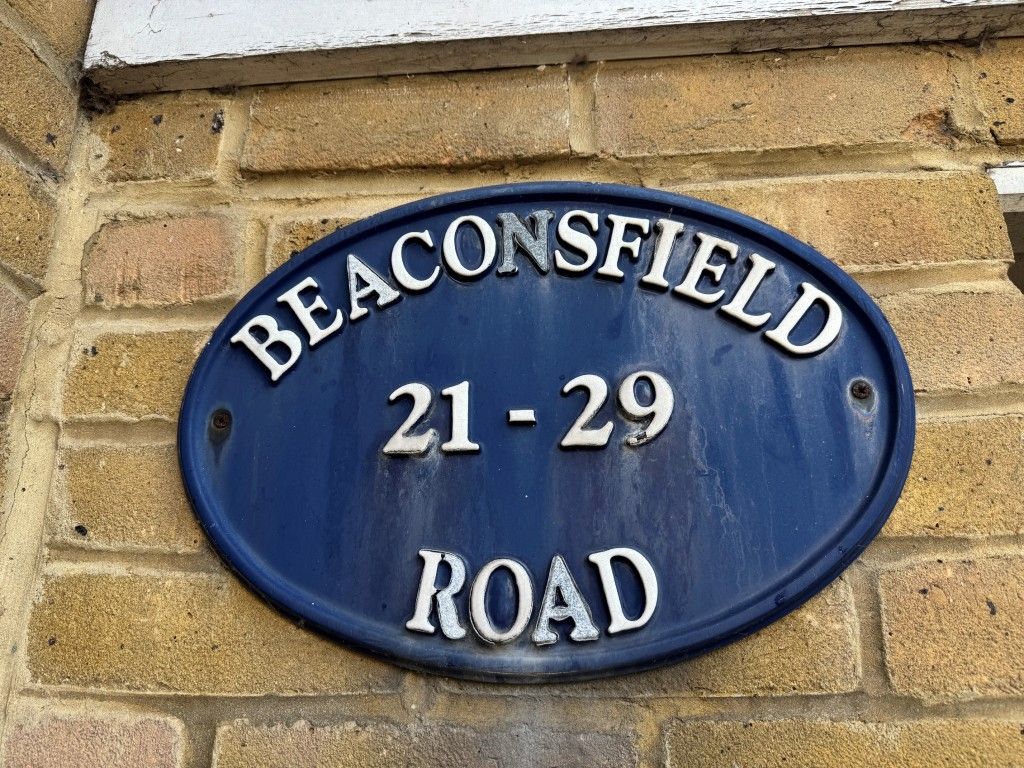 BEACONSFIELD
21 - 29
ROAD